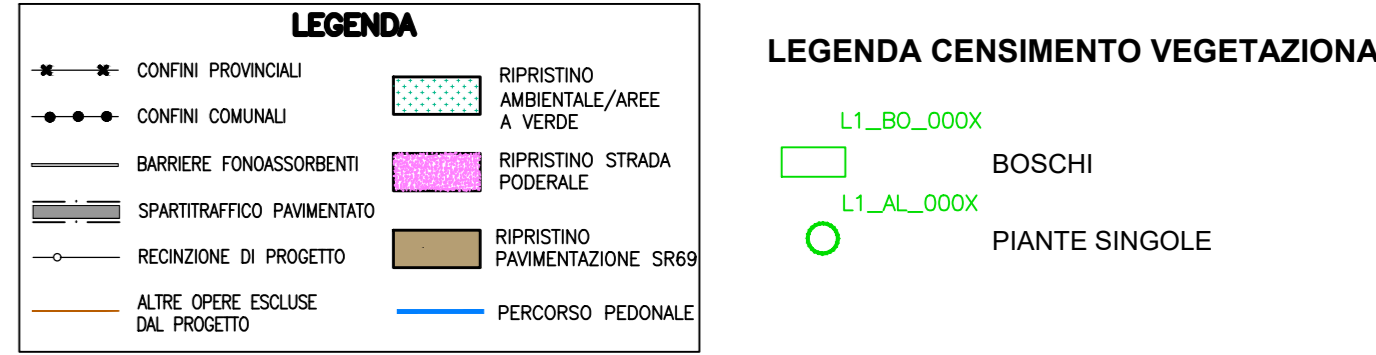 LEGENDA
CONFINI PROVINCIALI
CONFINI COMUNALI
BARRIERE FONOASSORBENTI
SPARTITRAFFICO PAVIMENTATO
RECINZIONE DI PROGETTO
ALTRE OPERE ESCLUSE
DAL PROGETTO
RIPRISTINO
AMBIENTALE/AREE
A VERDE
RIPRISTINO STRADA
PODERALE
RIPRISTINO
PAVIMENTAZIONE SR69
PERCORSO PEDONALE
LEGENDA CENSIMENTO VEGETAZIONA
L1_BO_000X
BOSCHI
L1_AL_000X
PIANTE SINGOLE